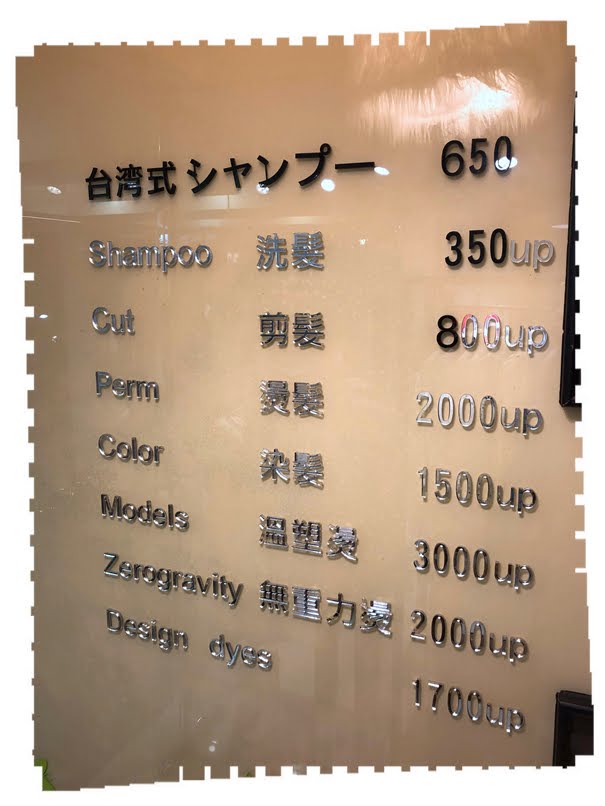 台湾式 シャンプー 650
Shampoo 洗髮 350up
Cut 剪髮 800up
Perm 燙髮 2000up
Color 染髮 1500up
Models 溫塑燙 3000up
Zerogravity 無重力燙 2000up
Design dyes 1700up